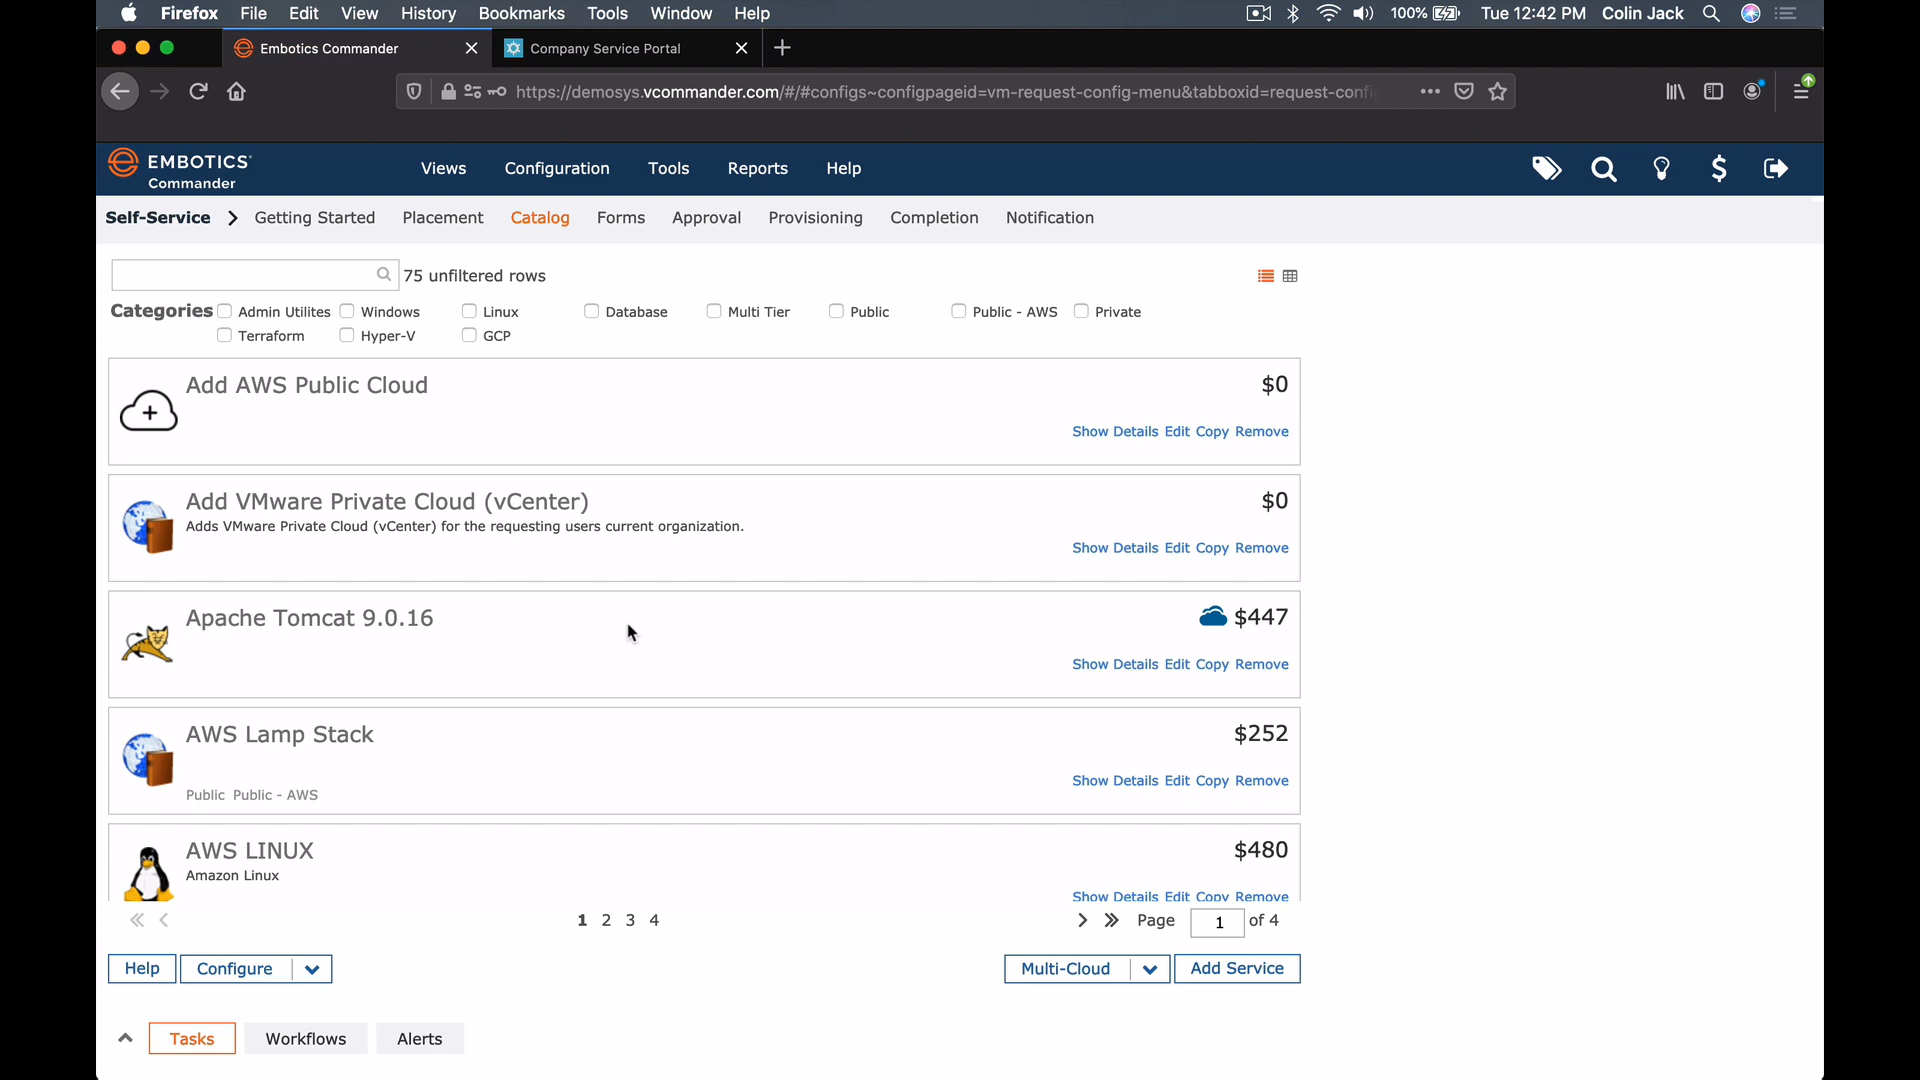 Firefox File Edit View History Bookmarks Tools Window Help 100% Tue 12:42 PM Colin Jack
Embotics Commander Company Service Portal
https://demosys.vcommander.com/#/#configs~configpageid=vm-request-config-menu&tabboxid=request-confi
EMBOTICS
Commander
Views Configuration Tools Reports Help
Self-Service Getting Started Placement Catalog Forms Approval Provisioning Completion Notification
75 unfiltered rows
Categories Admin Utilites Windows Linux Database Multi Tier Public Public - AWS Private
Terraform Hyper-V GCP
Add AWS Public Cloud $0
Show Details Edit Copy Remove
Add VMware Private Cloud (vCenter) $0
Adds VMware Private Cloud (vCenter) for the requesting users current organization.
Show Details Edit Copy Remove
Apache Tomcat 9.0.16 $447
Show Details Edit Copy Remove
AWS Lamp Stack $252
Show Details Edit Copy Remove
Public Public - AWS
AWS LINUX $480
Amazon Linux
Show Details Edit Copy Remove
1 2 3 4 Page 1 of 4
Help Configure Multi-Cloud Add Service
Tasks Workflows Alerts